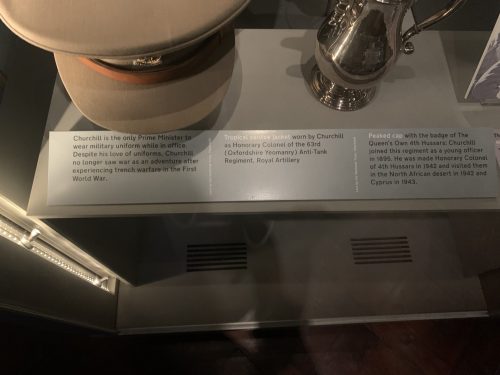 Churchill is the only Prime Minister to
wear military uniform while in office.
Despite his love of uniforms, Churchill
no longer saw war as an adventure after
experiencing trench warfare in the First
World War.
Tropical service jacket worn by Churchill
as Honorary Colonel of the 63rd
(Oxfordshire Yeomanry) Anti-Tank
Regiment, Royal Artillery
Peaked cap with the badge of The
Queen's Own 4th Hussars: Churchill
joined this regiment as a young officer
in 1895. He was made Honorary Colonel
of 4th Hussars in 1942 and visited them
in the North African desert in 1942 and
Cyprus in 1943.